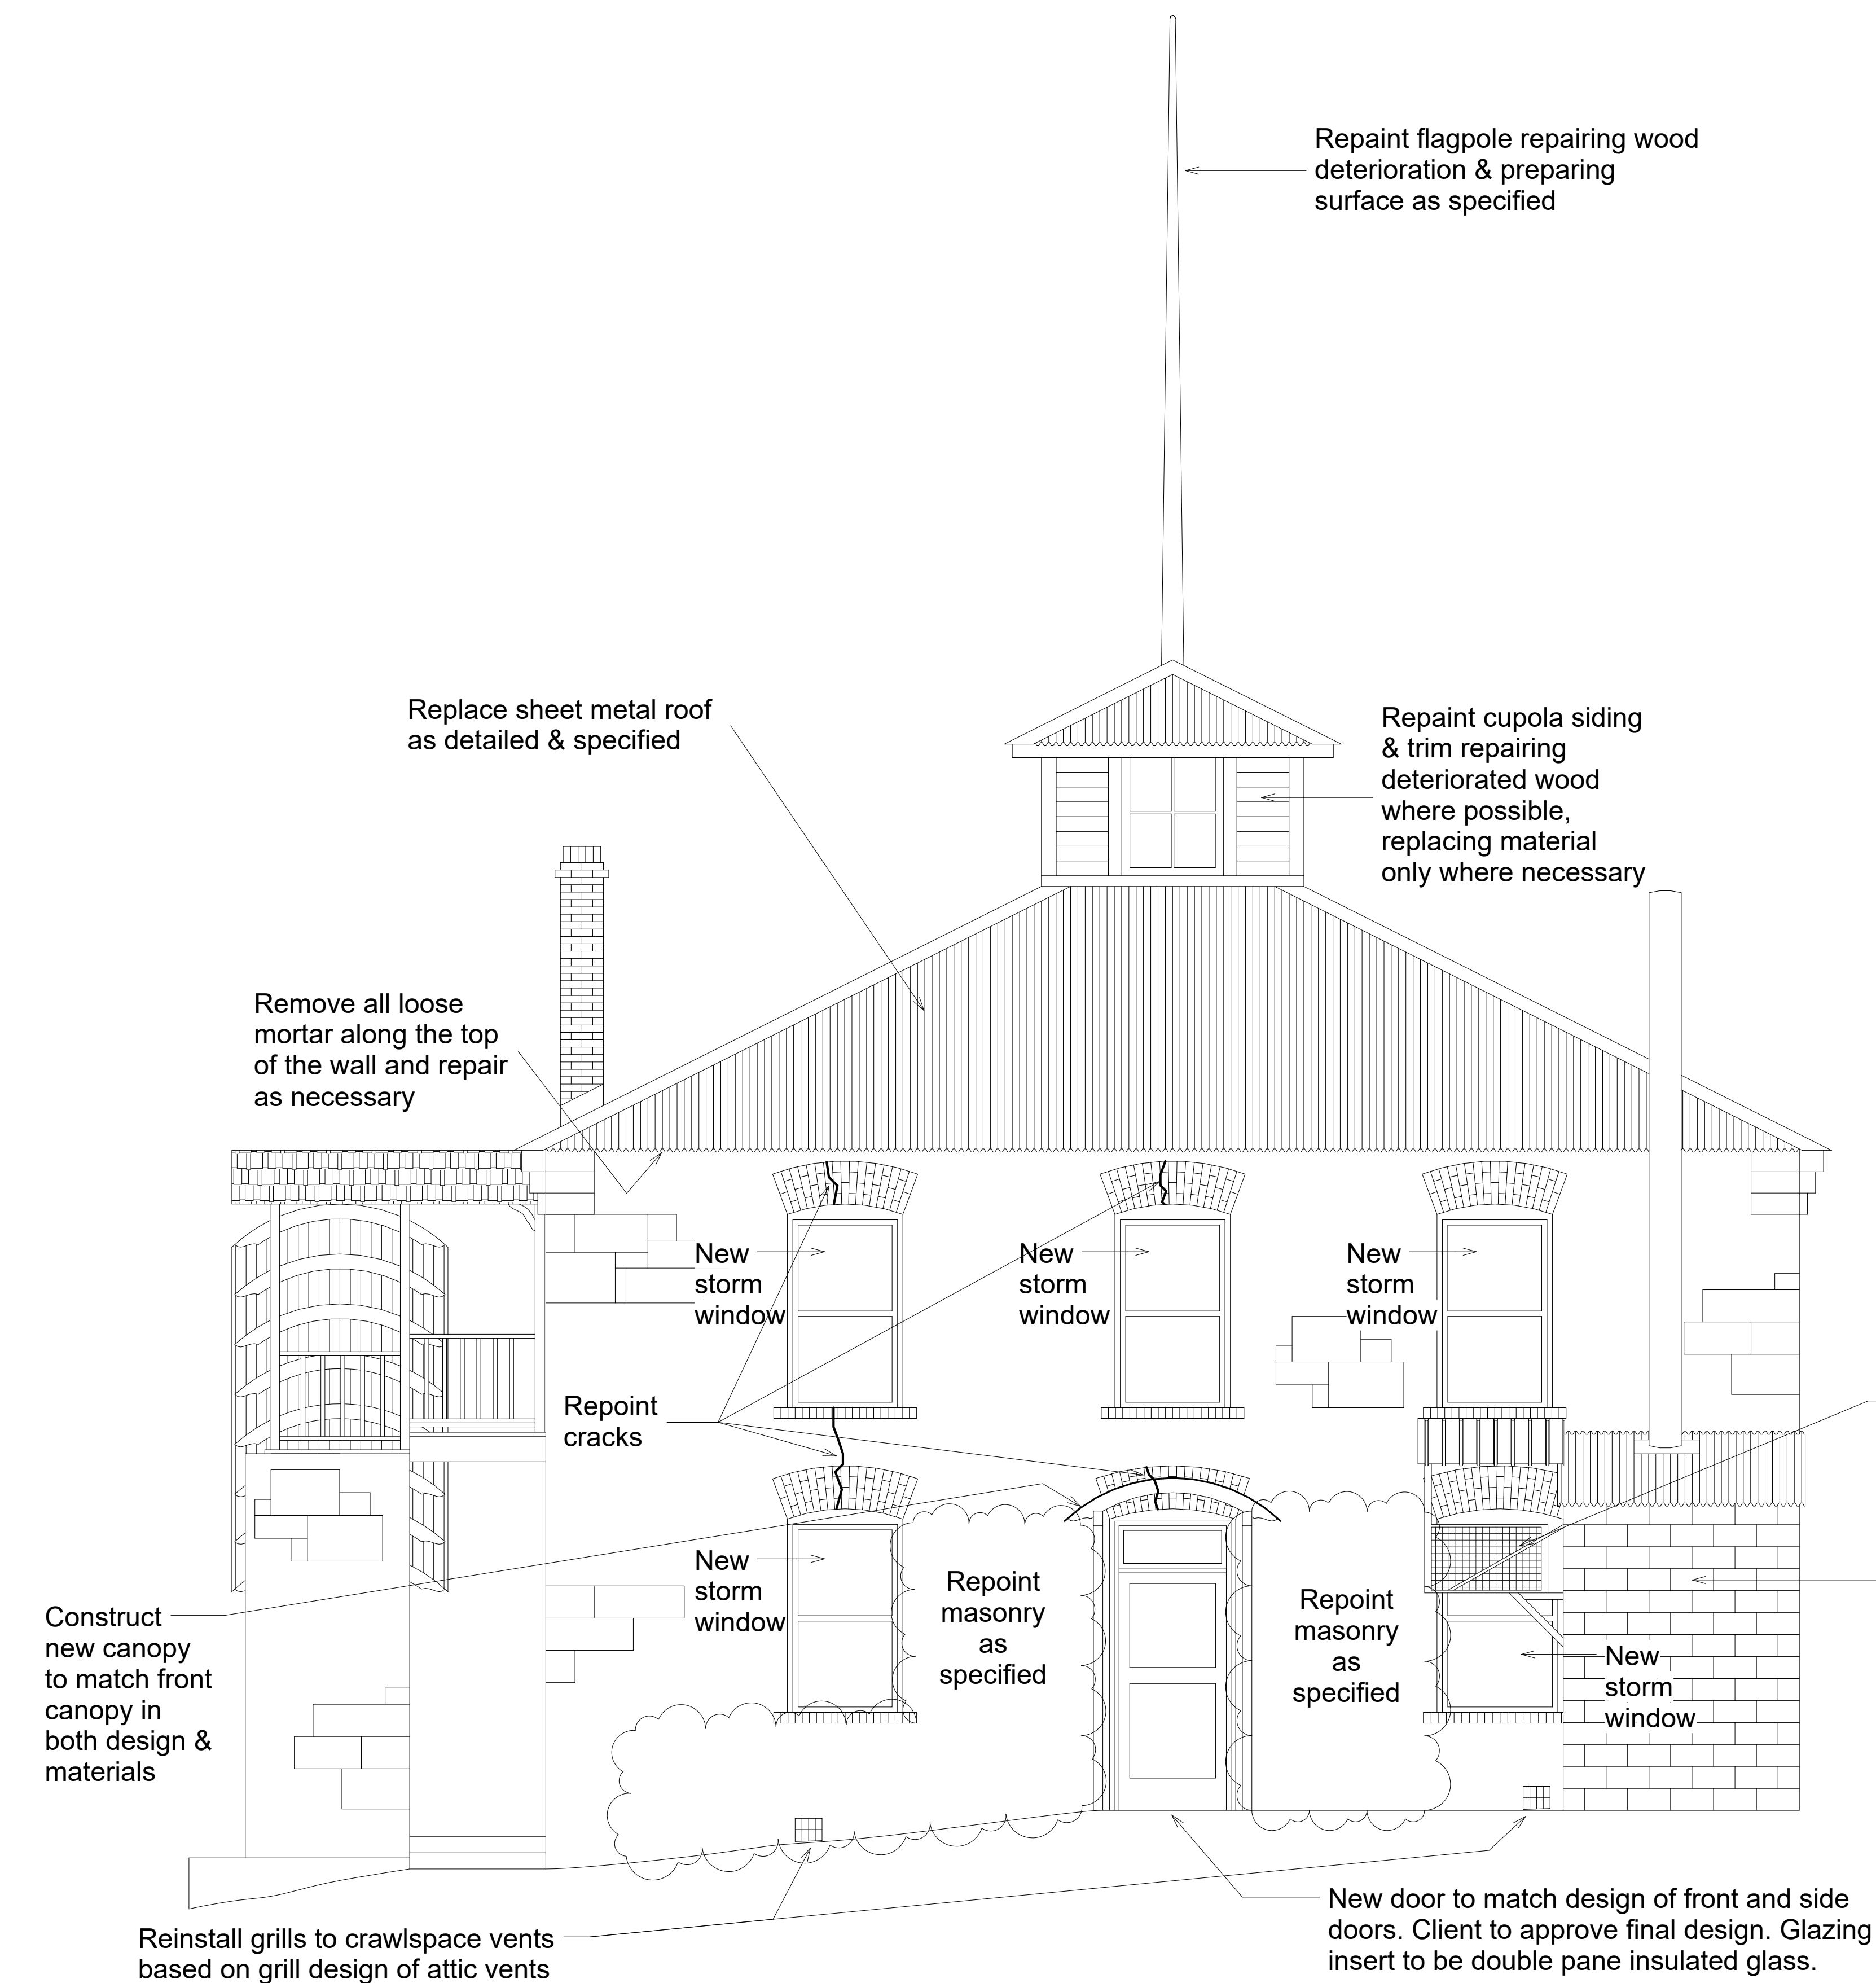 Repaint flagpole repairing wood
deterioration & preparing
surface as specified
Replace sheet metal roof
as detailed & specified
Repaint cupola siding
& trim repairing
deteriorated wood
where possible,
replacing material
only where necessary
Remove all loose
mortar along the top
of the wall and repair
as necessary
New
storm
window
New
storm
window
New
storm
window
Repoint
cracks
New
storm
window
Repoint
masonry
as
specified
Repoint
masonry
as
specified
New
storm
window
Construct
new canopy
to match front
canopy in
both design &
materials
Reinstall grills to crawlspace vents
based on grill design of attic vents
New door to match design of front and side
doors. Client to approve final design. Glazing
insert to be double pane insulated glass.